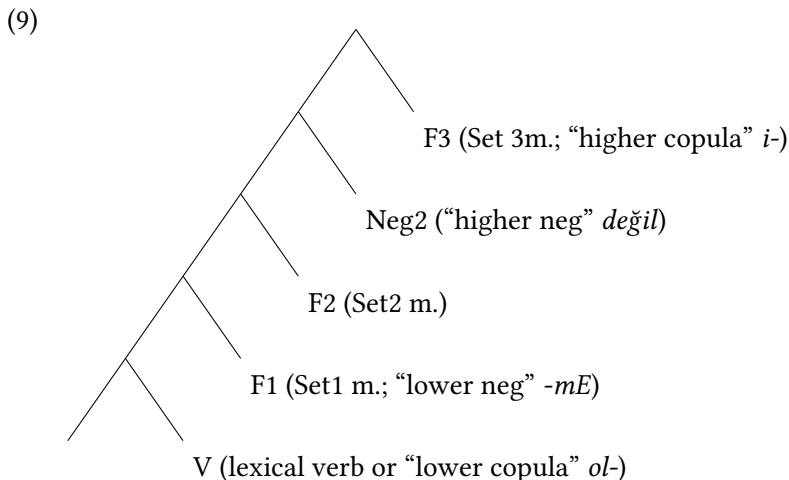 (9)
F3 (Set 3m.; “higher copula” i-)
Neg2 (“higher neg” değil)
F2 (Set2 m.)
F1 (Set1 m.; “lower neg” -mE)
V (lexical verb or “lower copula” ol-)